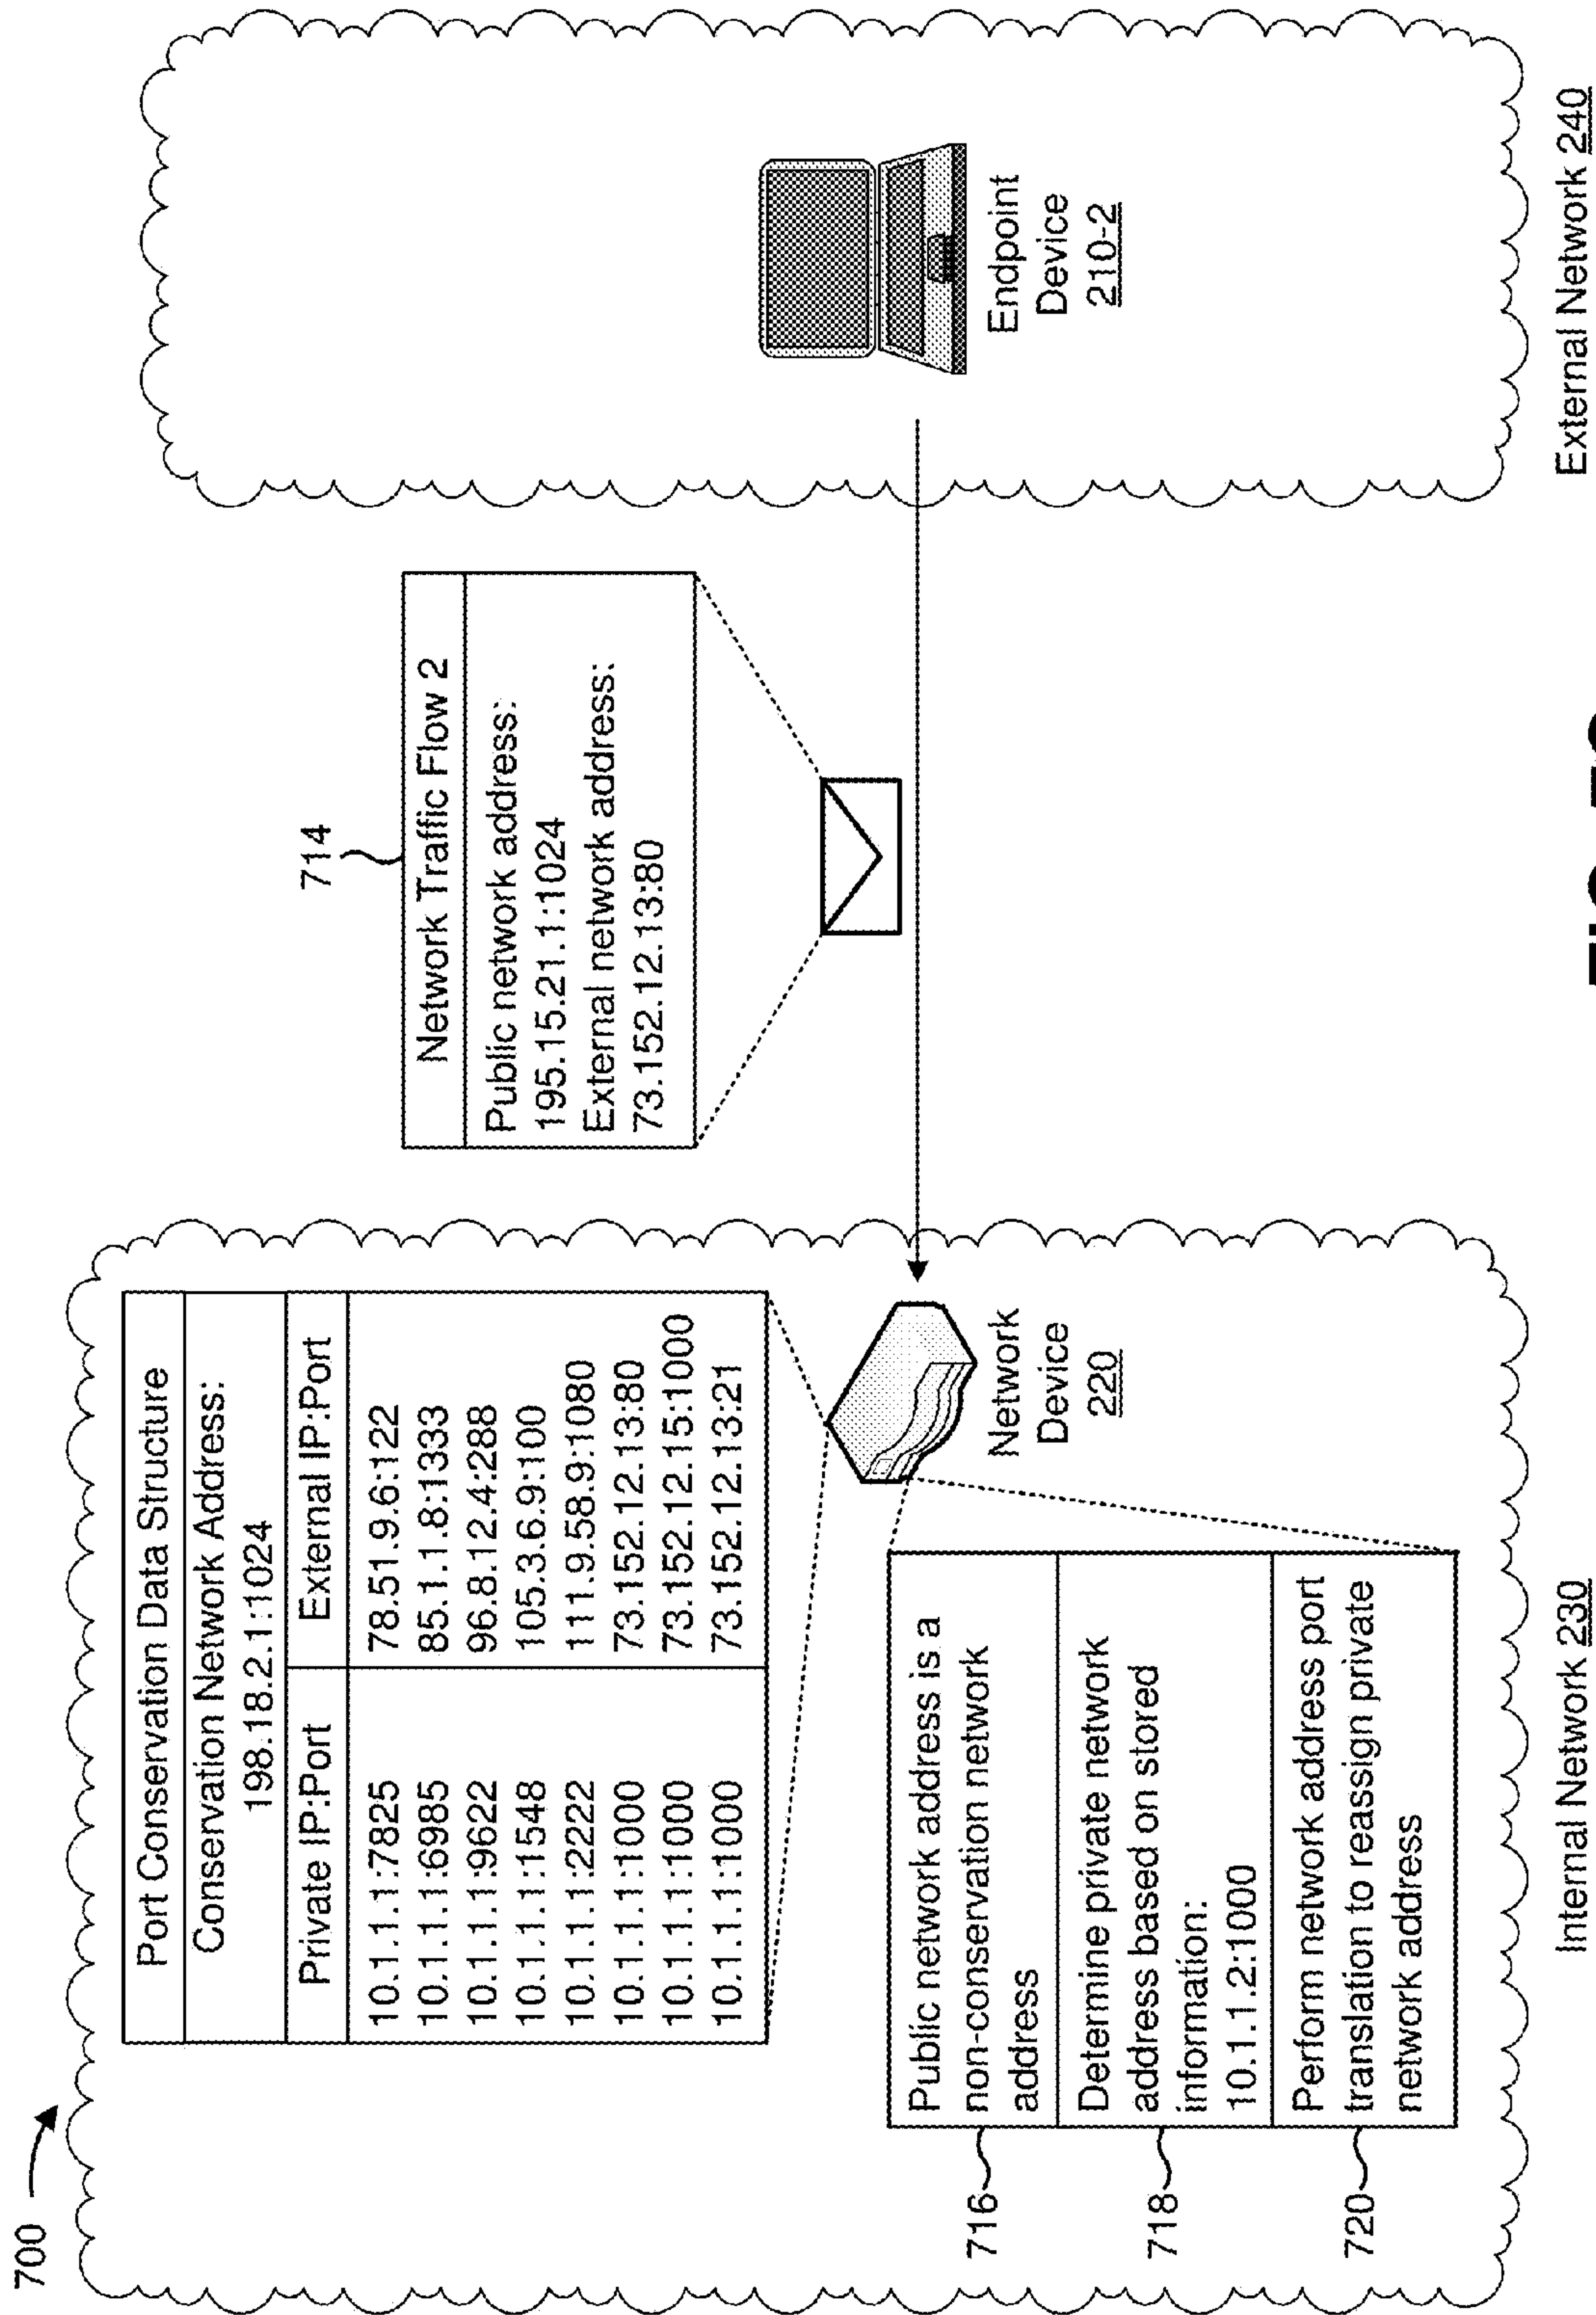 700
Port Conservation Data Structure
Conservation Network Address:
198.18.2.1:1024
Private IP:Port External IP:Port
10.1.1.1:7825 78.51.9.6:122
10.1.1.1:6985 85.1.1.8:1333
10.1.1.1:9622 96.8.12.4:288
10.1.1.1:1548 105.3.6.9:100
10.1.1.1:2222 111.9.58.9:1080
10.1.1.1:1000 73.152.12.13:80
10.1.1.1:1000 73.152.12.15:1000
10.1.1.1:1000 73.152.12.13:21
Network
Device
220
716
Public network address is a
non-conservation network
address
718
Determine private network
address based on stored
information:
10.1.1.2:1000
720
Perform network address port
translation to reassign private
network address
Internal Network 230
714
Network Traffic Flow 2
Public network address:
195.15.21.1:1024
External network address:
73.152.12.13:80
Endpoint
Device
210-2
External Network 240